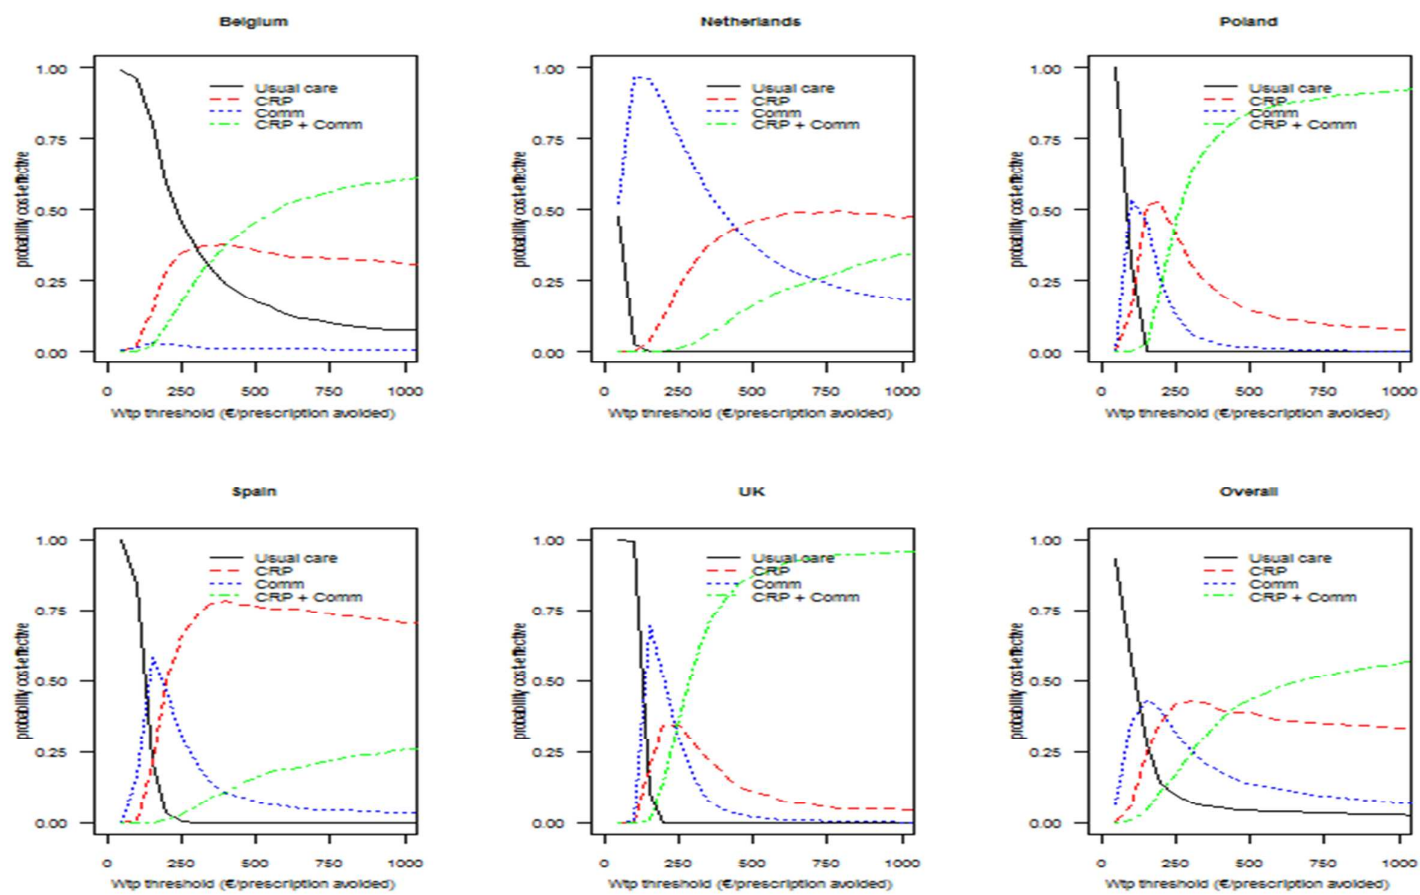 Belgium
1.00
0.75
0.50
0.25
0.00
probability cost-effective
Usual care
CRP
Comm
CRP + Comm
0 250 500 750 1000
Wtp threshold (€/prescription avoided)
Netherlands
1.00
0.75
0.50
0.25
0.00
probability cost-effective
Usual care
CRP
Comm
CRP + Comm
0 250 500 750 1000
Wtp threshold (€/prescription avoided)
Poland
1.00
0.75
0.50
0.25
0.00
probability cost-effective
Usual care
CRP
Comm
CRP + Comm
0 250 500 750 1000
Wtp threshold (€/prescription avoided)
Spain
1.00
0.75
0.50
0.25
0.00
probability cost-effective
Usual care
CRP
Comm
CRP + Comm
0 250 500 750 1000
Wtp threshold (€/prescription avoided)
UK
1.00
0.75
0.50
0.25
0.00
probability cost-effective
Usual care
CRP
Comm
CRP + Comm
0 250 500 750 1000
Wtp threshold (€/prescription avoided)
Overall
1.00
0.75
0.50
0.25
0.00
probability cost-effective
Usual care
CRP
Comm
CRP + Comm
0 250 500 750 1000
Wtp threshold (€/prescription avoided)